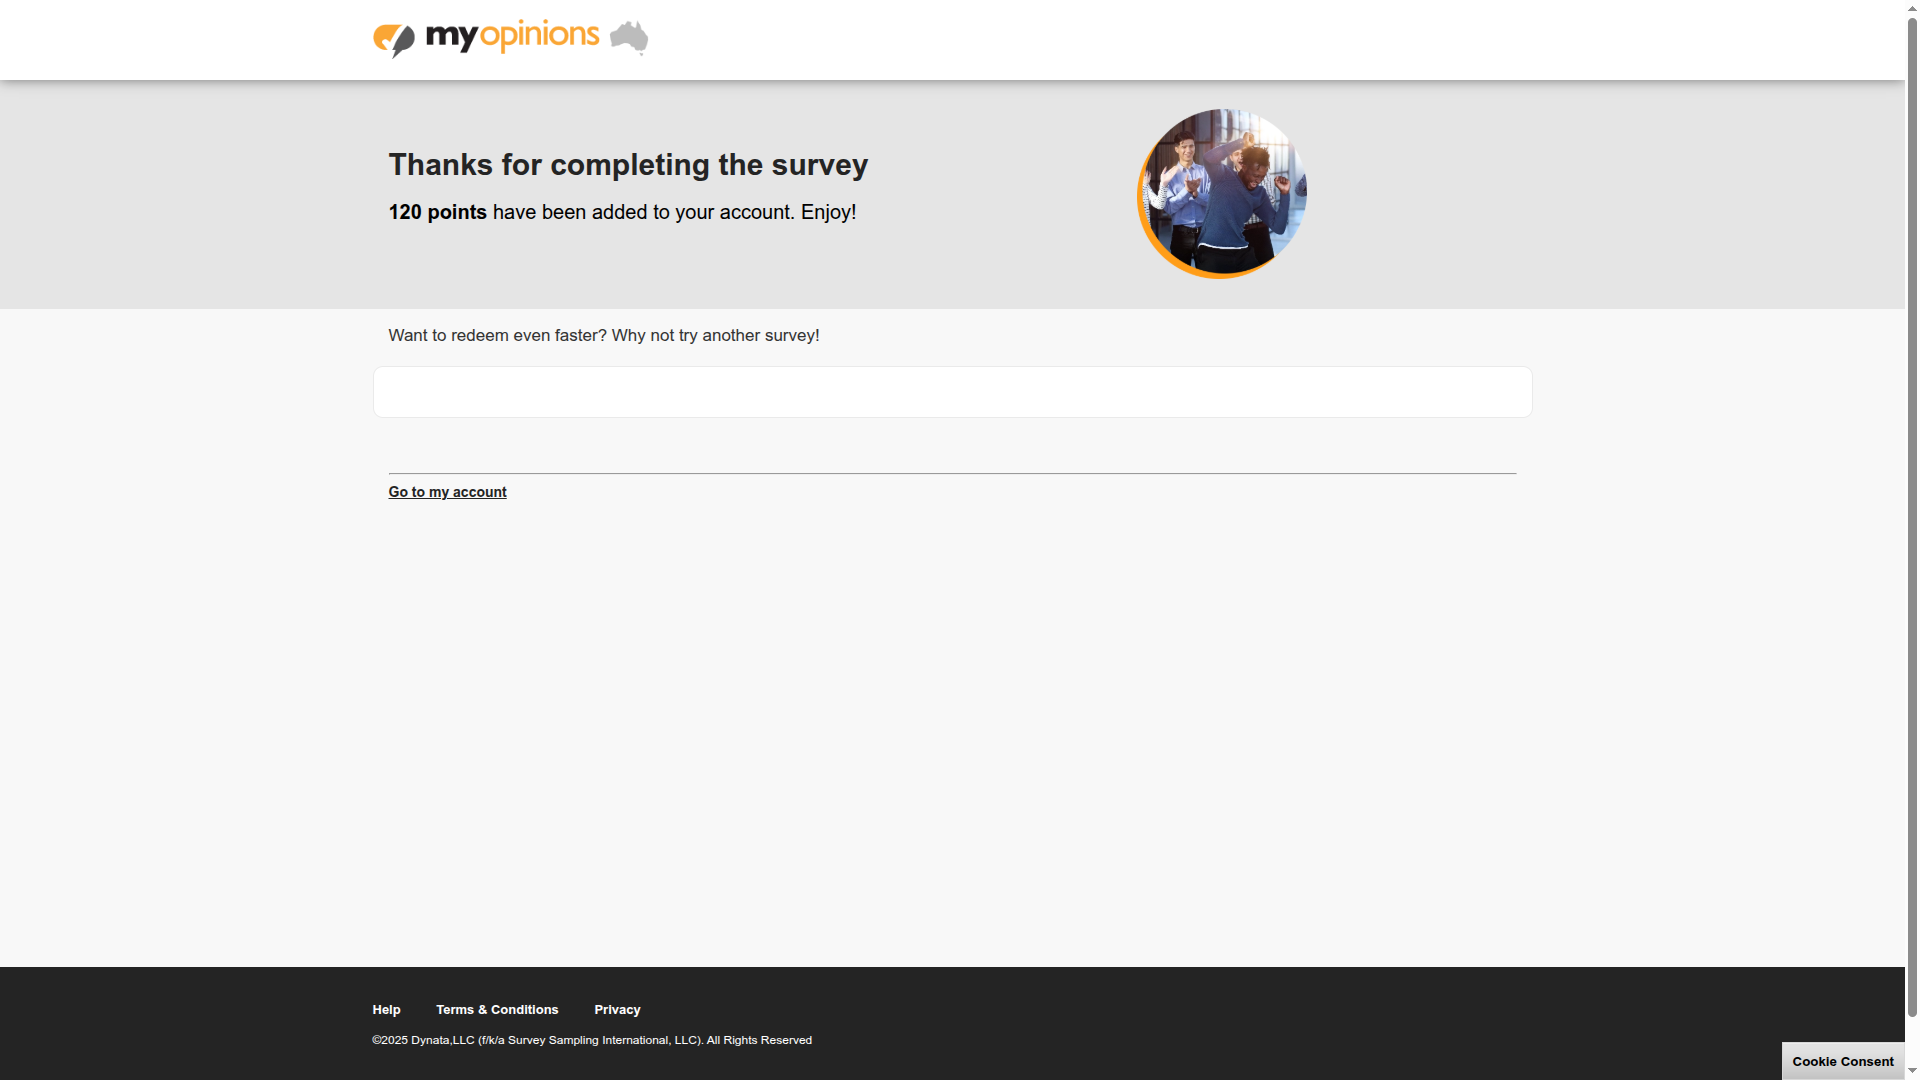 myopinions
Thanks for completing the survey
120 points have been added to your account. Enjoy!
Want to redeem even faster? Why not try another survey!
Go to my account
Help Terms & Conditions Privacy
©2025 Dynata,LLC (f/k/a Survey Sampling International, LLC). All Rights Reserved
Cookie Consent